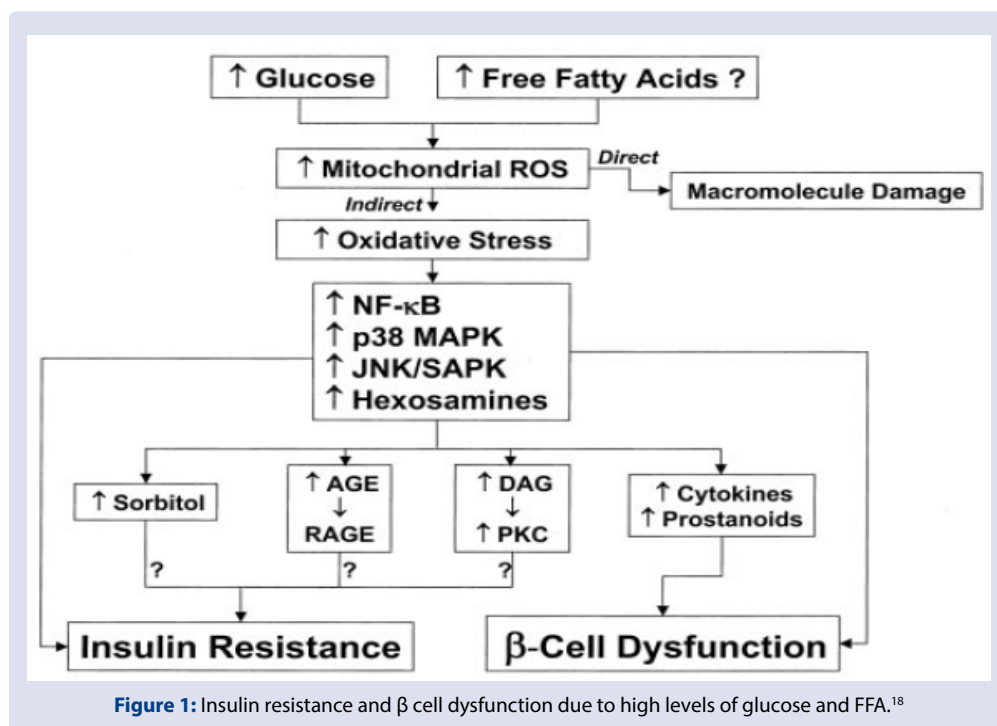 ↑ Glucose
↑ Free Fatty Acids ?
↑ Mitochondrial ROS
Direct
Macromolecule Damage
Indirect
↑ Oxidative Stress
↑ NF-κB
↑ p38 MAPK
↑ JNK/SAPK
↑ Hexosamines
↑ Sorbitol
↑ AGE
↓
RAGE
↑ DAG
↓
↑ PKC
↑ Cytokines
↑ Prostanoids
?
?
?
Insulin Resistance
β-Cell Dysfunction
Figure 1: Insulin resistance and β cell dysfunction due to high levels of glucose and FFA.¹⁸